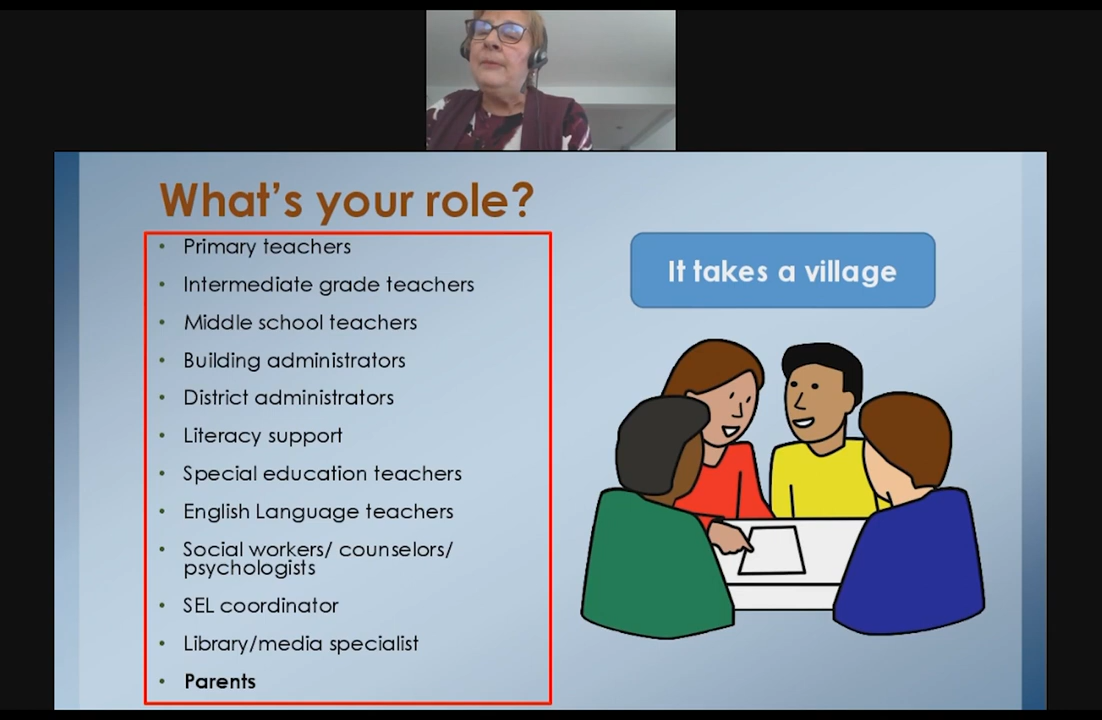 What's your role?
• Primary teachers
• Intermediate grade teachers
• Middle school teachers
• Building administrators
• District administrators
• Literacy support
• Special education teachers
• English Language teachers
• Social workers/ counselors/
psychologists
• SEL coordinator
• Library/media specialist
• Parents
It takes a village